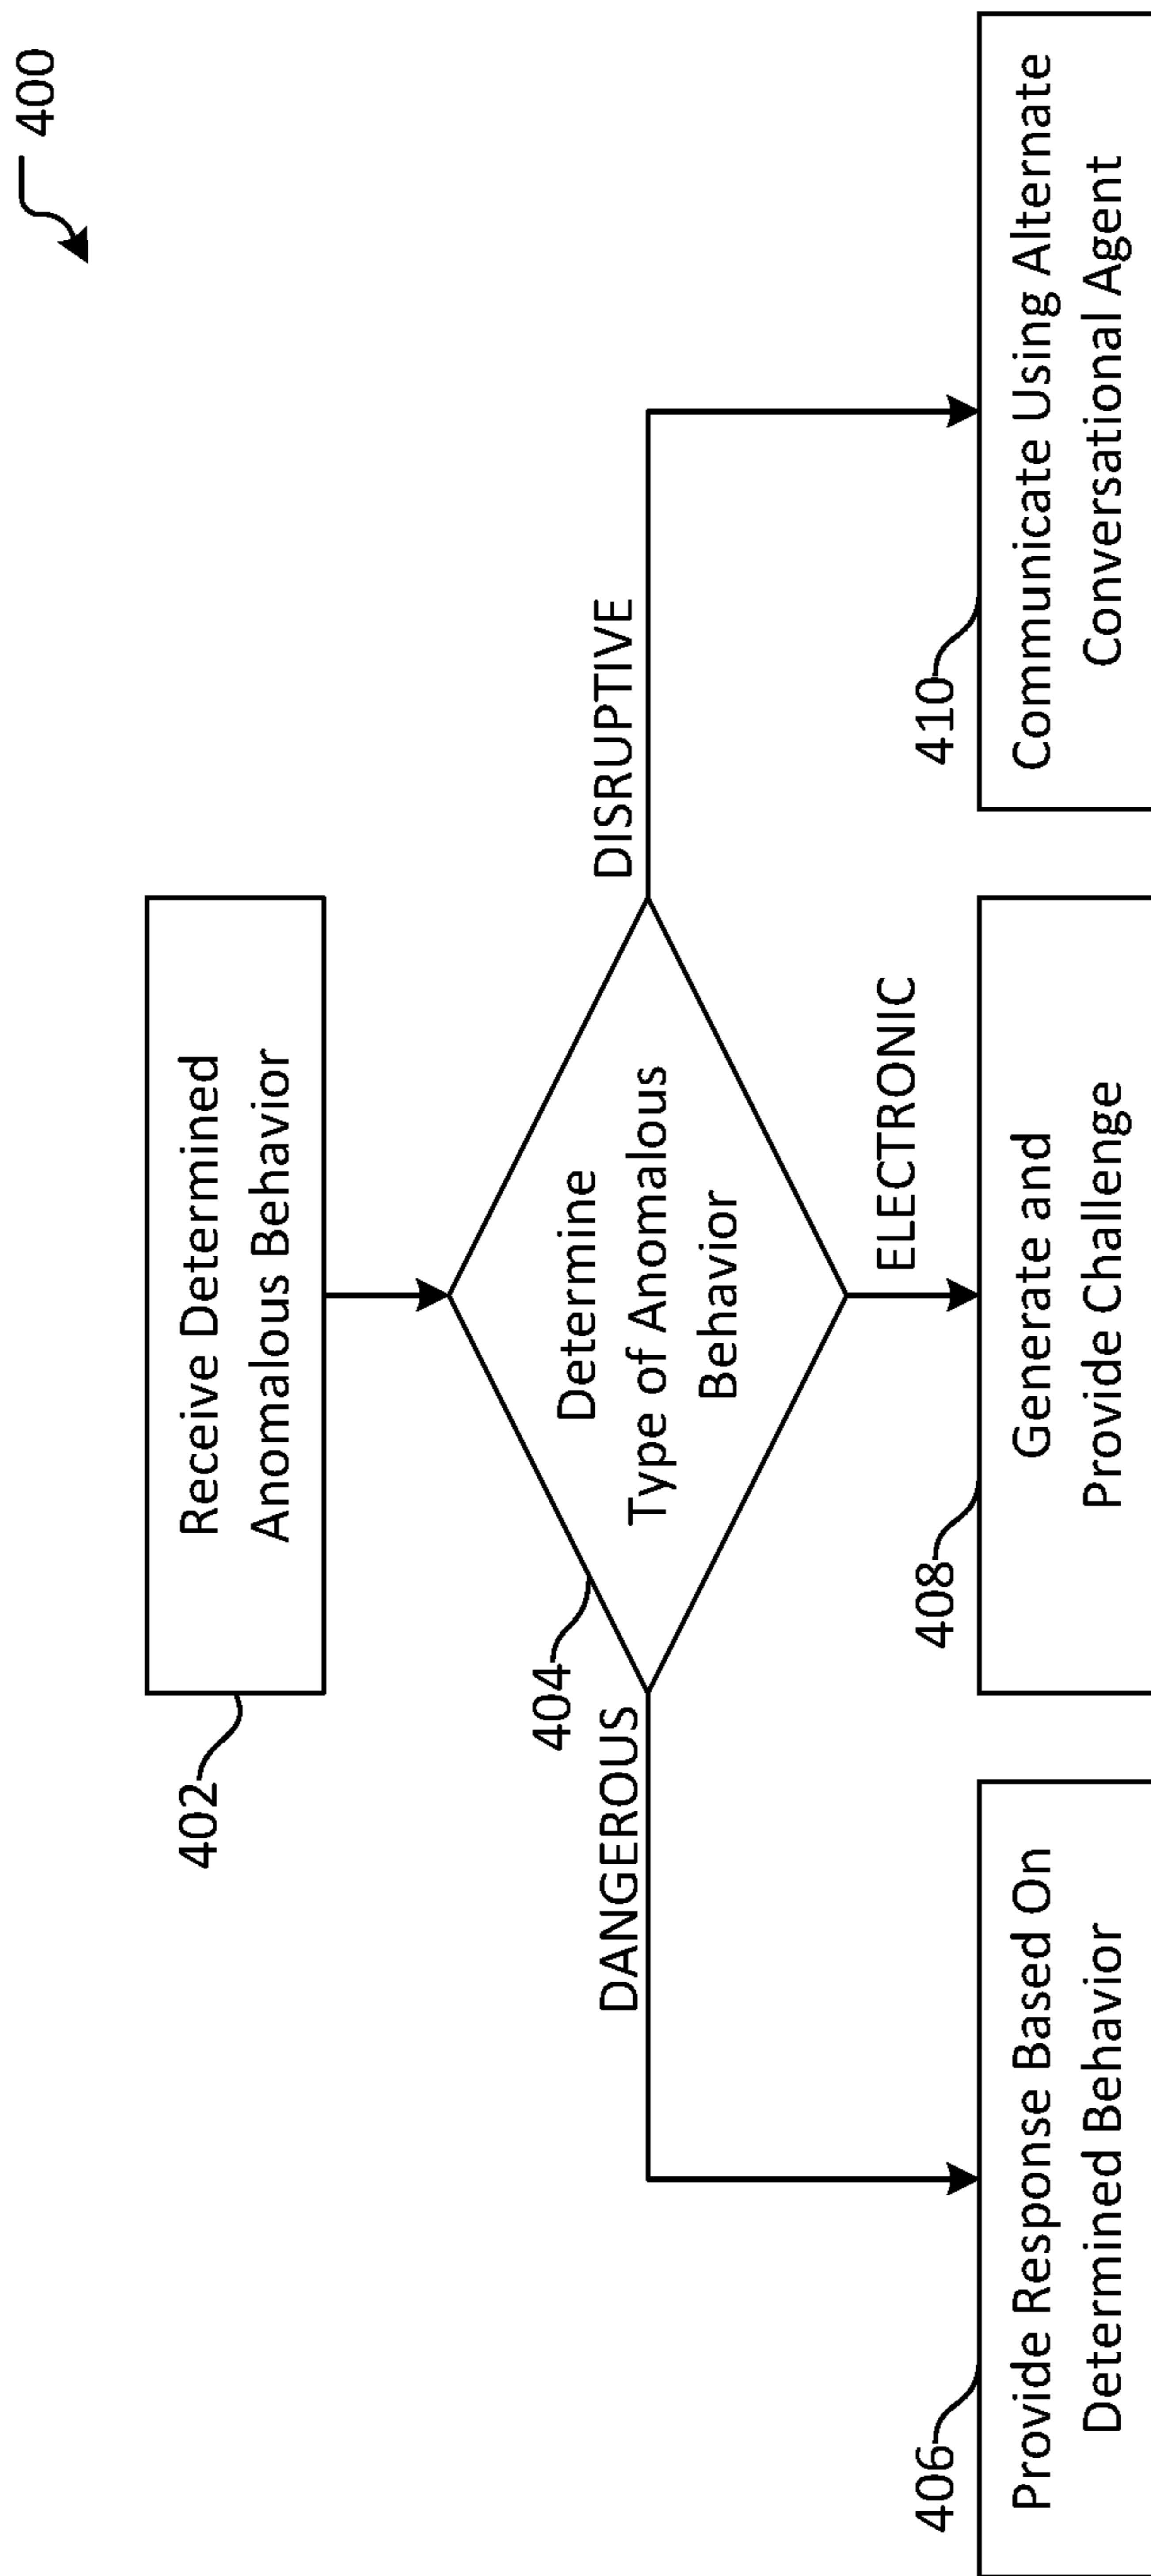 400
402
Receive Determined
Anomalous Behavior
404
Determine
Type of Anomalous
Behavior
DANGEROUS
DISRUPTIVE
ELECTRONIC
406
Provide Response Based On
Determined Behavior
408
Generate and
Provide Challenge
410
Communicate Using Alternate
Conversational Agent